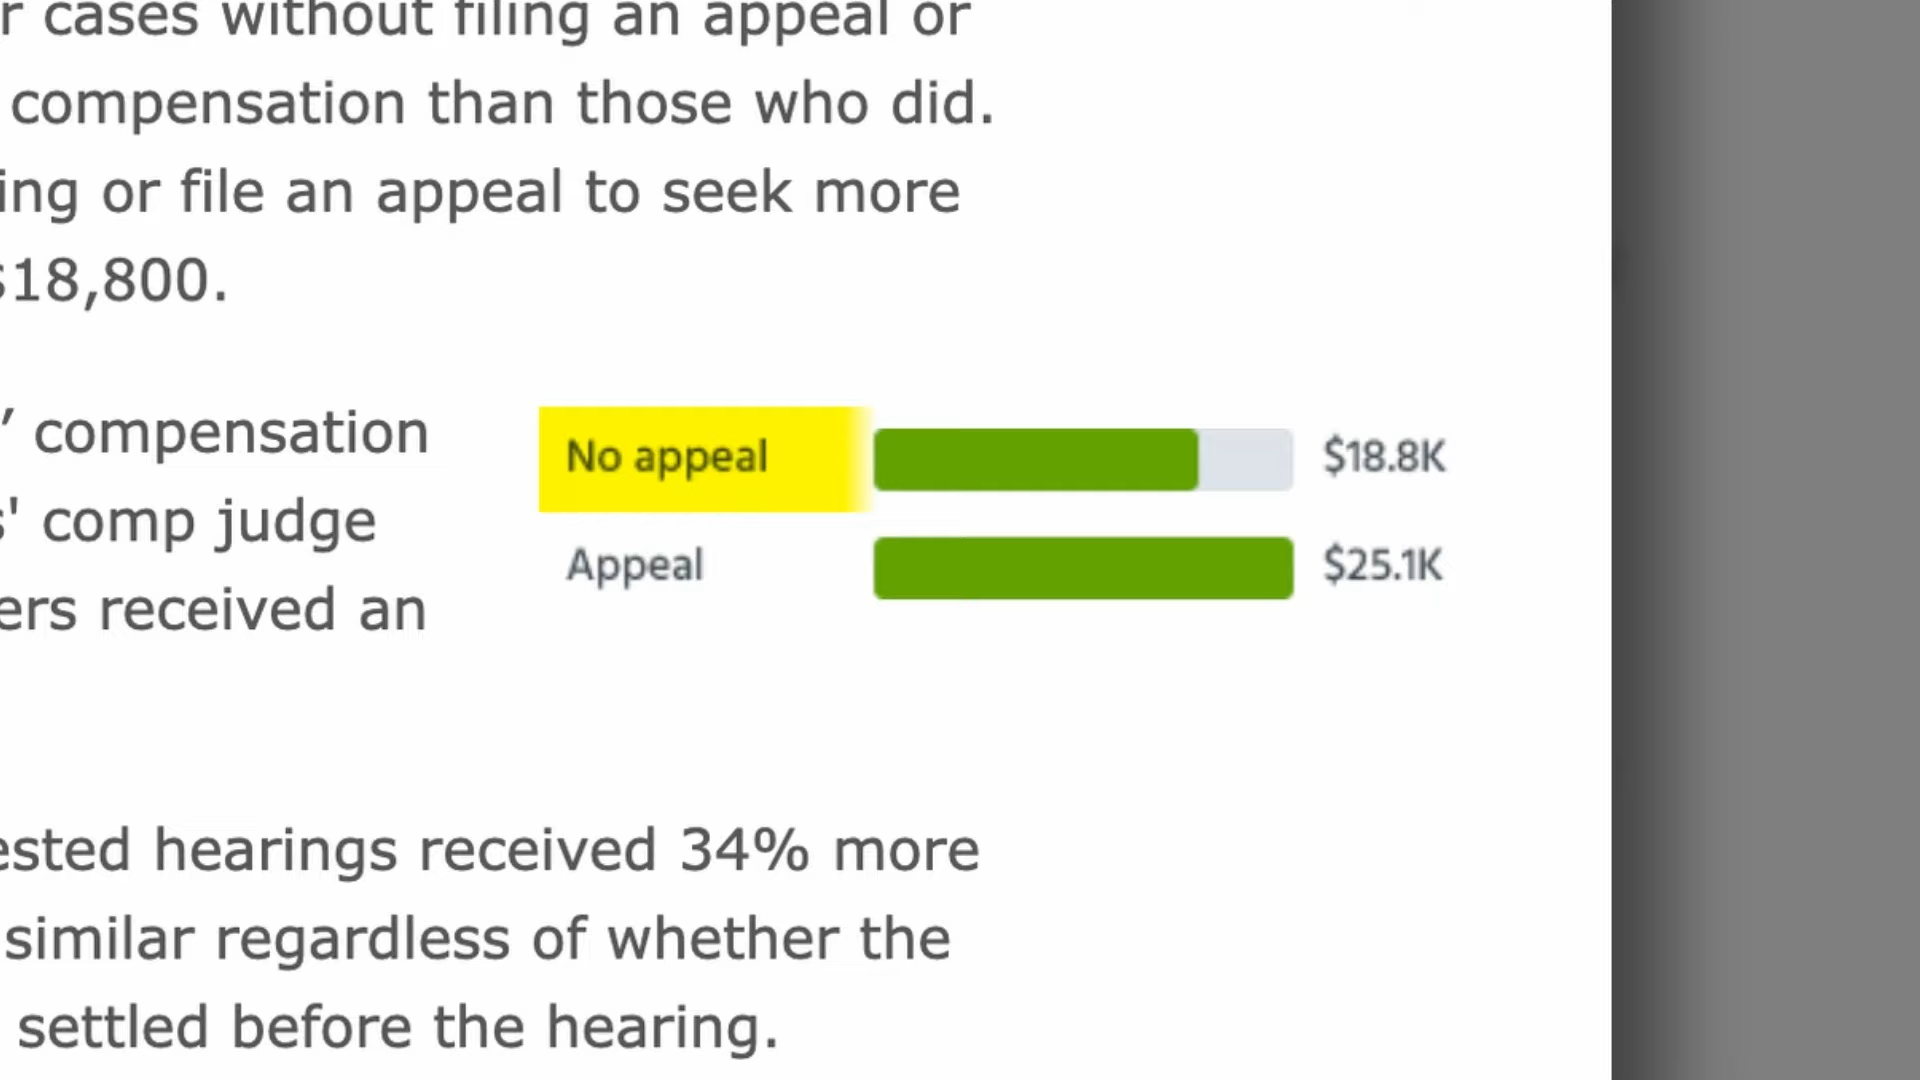 r cases without filing an appeal or
compensation than those who did.
ing or file an appeal to seek more
$18,800.
’ compensation
s' comp judge
ers received an
No appeal $18.8K
Appeal $25.1K
ested hearings received 34% more
similar regardless of whether the
settled before the hearing.